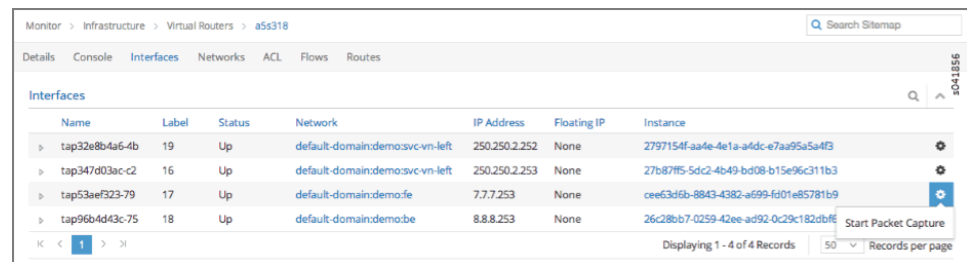 Monitor > Infrastructure > Virtual Routers > a5s318
Search Sitemap
Details Console Interfaces Networks ACL Flows Routes
s041856
Interfaces
Name Label Status Network IP Address Floating IP Instance
tap32e8b4a6-4b 19 Up default-domain:demo:svc-vn-left 250.250.2.252 None 2797154f-aa4e-4e1a-a4dc-e7aa95a5a4f3
tap347d03ac-c2 16 Up default-domain:demo:svc-vn-left 250.250.2.253 None 27b87ff5-5dc2-4b49-bd08-b15e96c311b3
tap53aef323-79 17 Up default-domain:demo:fe 7.7.7.253 None cee63d6b-8843-4382-a699-fd01e85781b9
tap96b4d43c-75 18 Up default-domain:demo:be 8.8.8.253 None 26c28bb7-0259-42ee-ad92-0c29c182dbf6
Start Packet Capture
1 Displaying 1 - 4 of 4 Records 50 Records per page